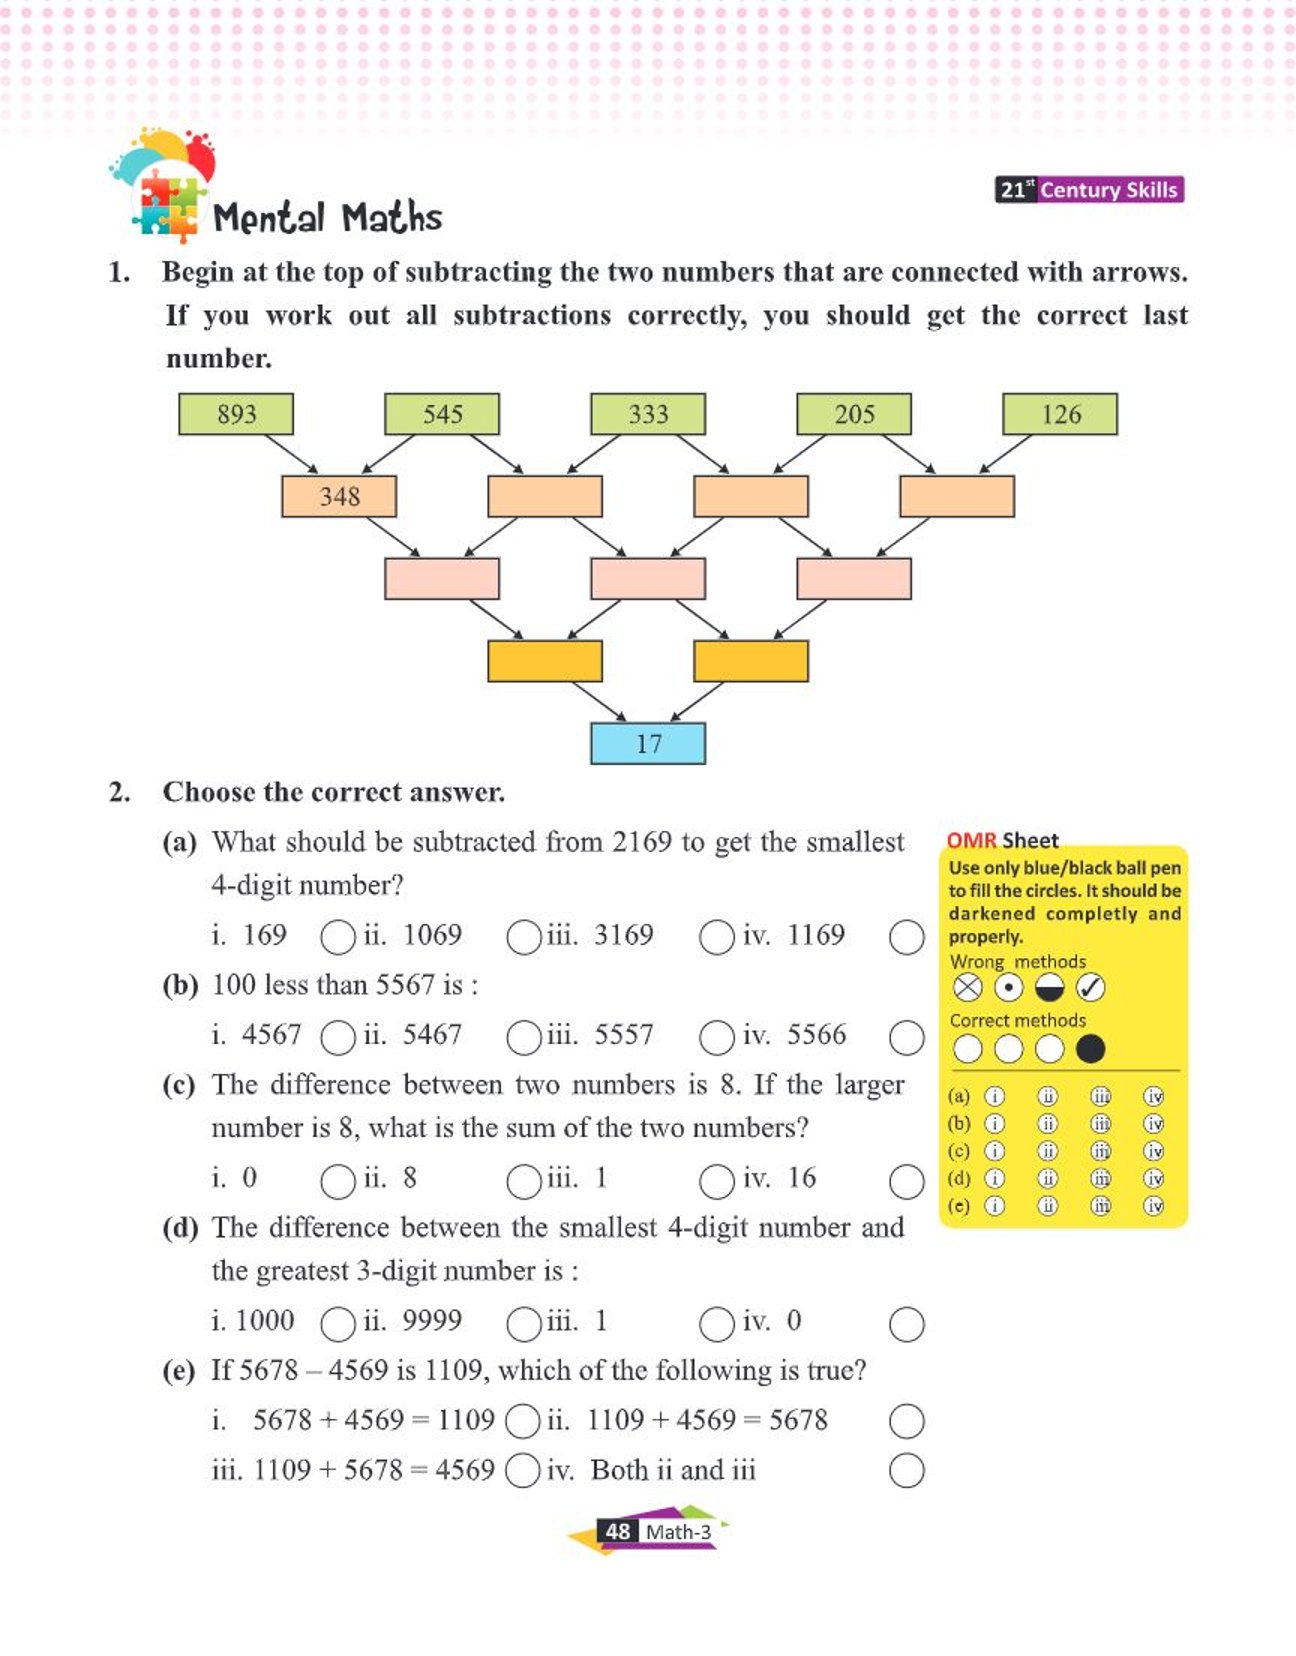 Mental Maths
21st Century Skills
1. Begin at the top of subtracting the two numbers that are connected with arrows.
If you work out all subtractions correctly, you should get the correct last
number.
893 545 333 205 126
348
17
2. Choose the correct answer.
(a) What should be subtracted from 2169 to get the smallest
4-digit number?
i. 169 ii. 1069 iii. 3169 iv. 1169
(b) 100 less than 5567 is :
i. 4567 ii. 5467 iii. 5557 iv. 5566
(c) The difference between two numbers is 8. If the larger
number is 8, what is the sum of the two numbers?
i. 0 ii. 8 iii. 1 iv. 16
(d) The difference between the smallest 4-digit number and
the greatest 3-digit number is :
i. 1000 ii. 9999 iii. 1 iv. 0
(e) If 5678 – 4569 is 1109, which of the following is true?
i. 5678 + 4569 = 1109 ii. 1109 + 4569 = 5678
iii. 1109 + 5678 = 4569 iv. Both ii and iii
OMR Sheet
Use only blue/black ball pen
to fill the circles. It should be
darkened completly and
properly.
Wrong methods
Correct methods
(a) i ii iii iv
(b) i ii iii iv
(c) i ii iii iv
(d) i ii iii iv
(e) i ii iii iv
48 Math-3